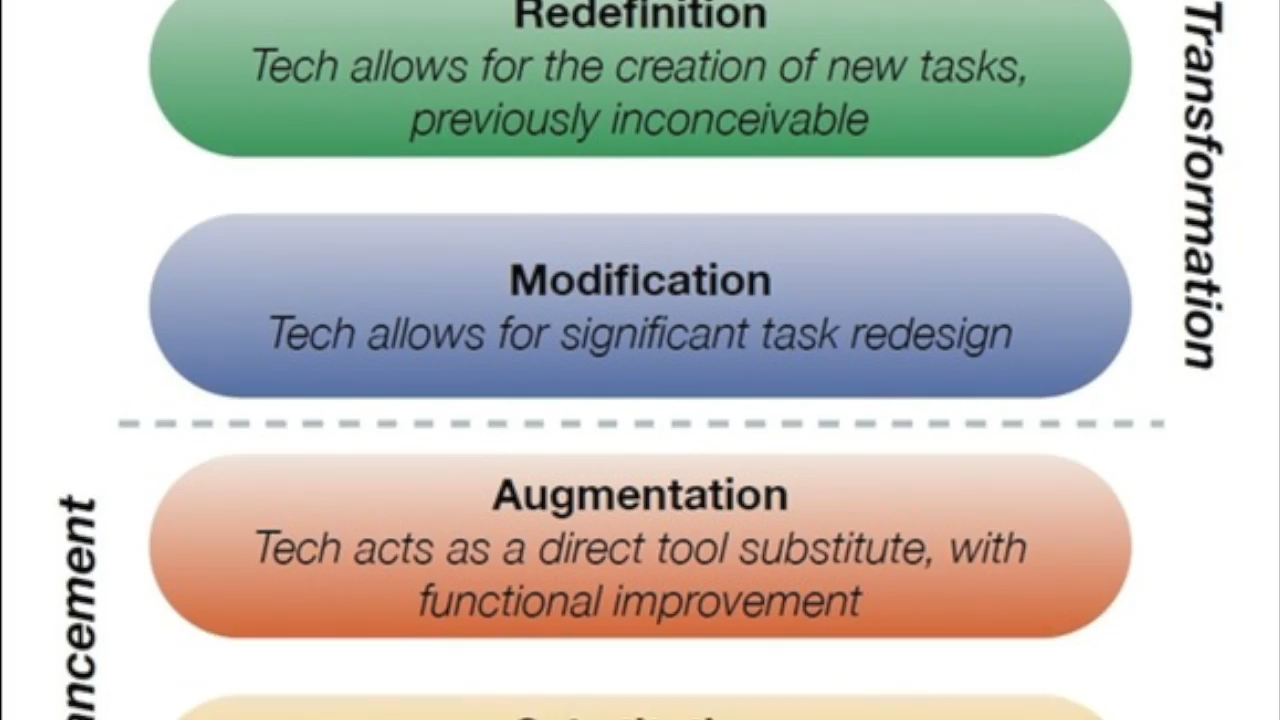 Redefinition
Tech allows for the creation of new tasks,
previously inconceivable
Transformation
Modification
Tech allows for significant task redesign
Augmentation
Tech acts as a direct tool substitute, with
functional improvement
ancement